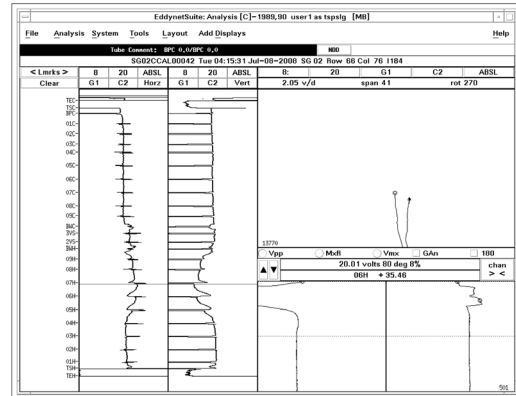 EddynetSuite: Analysis [C]-1989,90 user1 as tspslg [MB]
File Analysis System Tools Layout Add Displays Help
Tube Comment: BPC 0,0/BPC 0,0 NDD
SG02CCAL00042 Tue 04:15:31 Jul-08-2008 SG 02 Row 66 Col 76 I184
< Lmrks > 8 20 ABSL 8 20 ABSL 8: 20 G1 C2 ABSL
Clear G1 C2 Horz G1 C2 Vert 2.05 v/d span 41 rot 270
TEC
TSC
BPC
01C
02C
03C
04C
05C
06C
07C
08C
09C
BWC
3VS
2VS
BWH
09H
08H
07H
06H
05H
04H
03H
02H
01H
TSH
TEH
13770
Vpp Mxfl Vmx GAn 180
20.01 volts 80 deg 8% chan
06H + 35.46 > <
501